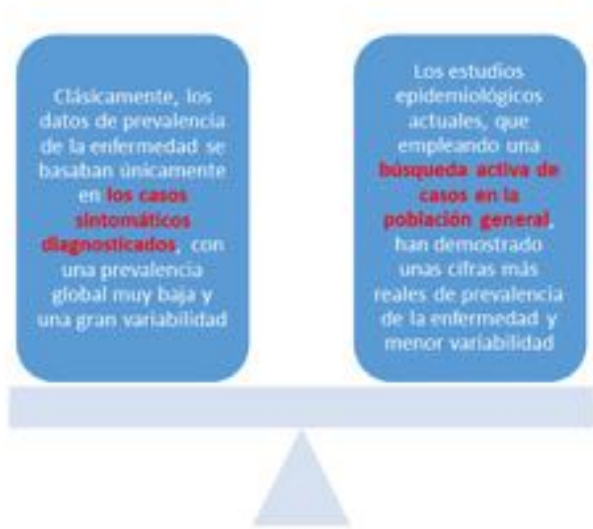 Clásicamente, los
datos de prevalencia
de la enfermedad se
basaban únicamente
en los casos
sintomáticos
diagnosticados, con
una prevalencia
global muy baja y
una gran variabilidad
Los estudios
epidemiológicos
actuales, que
empleando una
búsqueda activa de
casos en la
población general,
han demostrado
unas cifras más
reales de prevalencia
de la enfermedad y
menor variabilidad